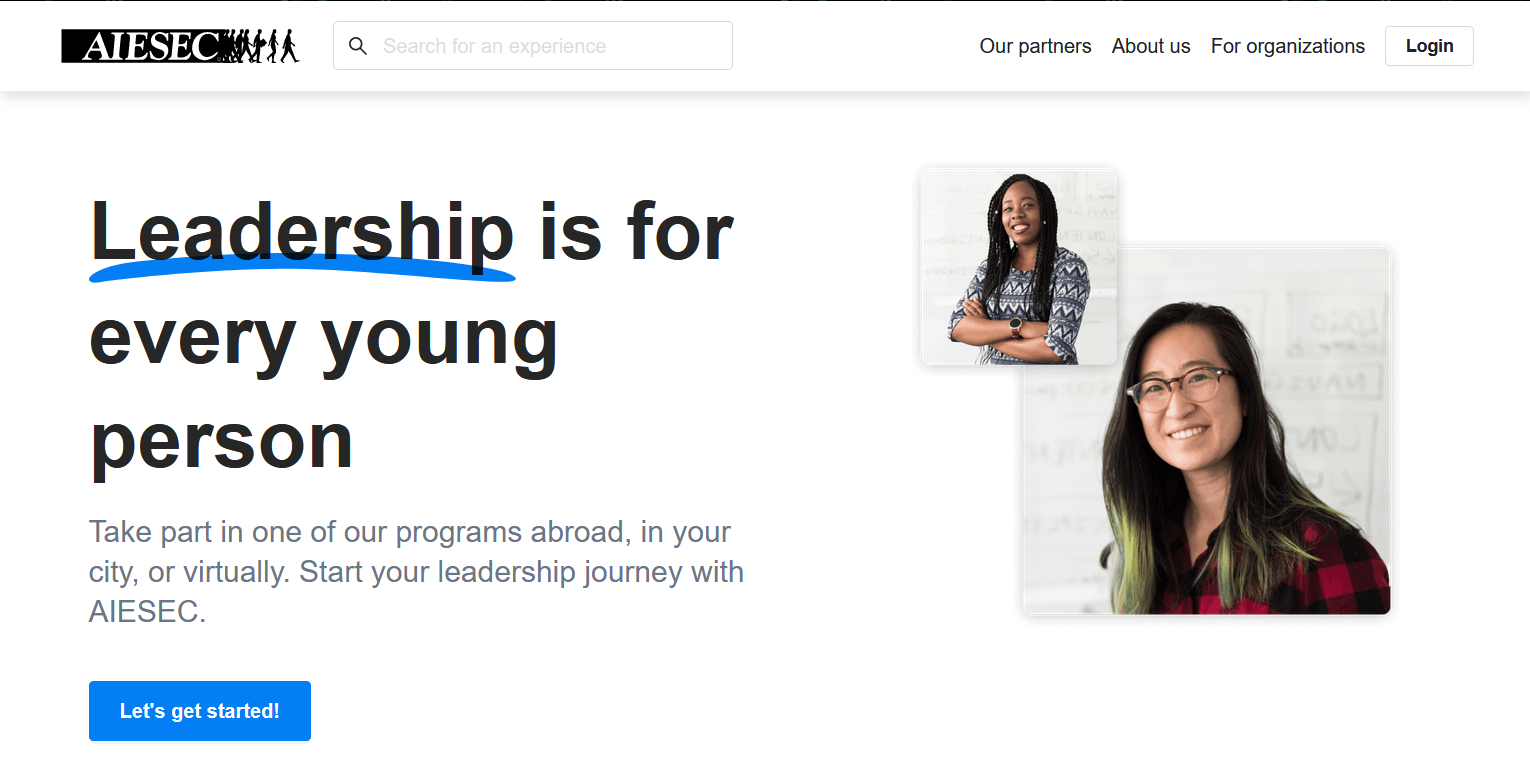 AIESEC
Search for an experience
Our partners
About us
For organizations
Login
Leadership is for
every young
person
Take part in one of our programs abroad, in your
city, or virtually. Start your leadership journey with
AIESEC.
Let's get started!
LOGO